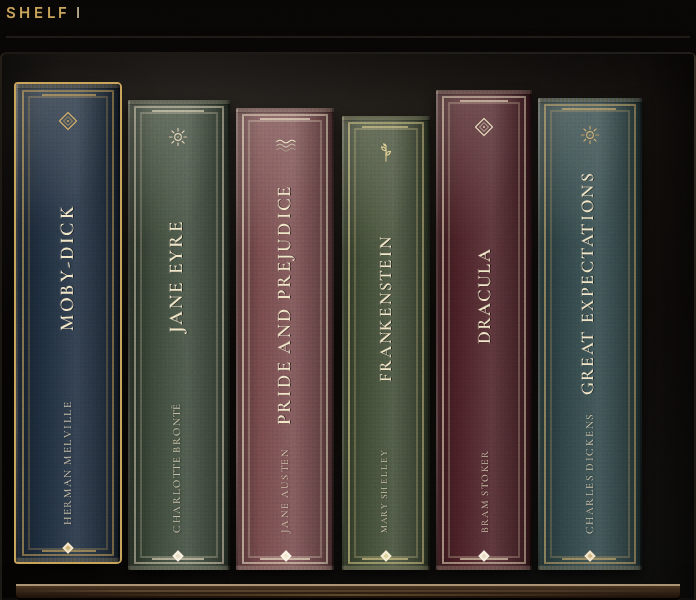 SHELF I
MOBY-DICK
HERMAN MELVILLE
JANE EYRE
CHARLOTTE BRONTË
PRIDE AND PREJUDICE
JANE AUSTEN
FRANKENSTEIN
MARY SHELLEY
DRACULA
BRAM STOKER
GREAT EXPECTATIONS
CHARLES DICKENS